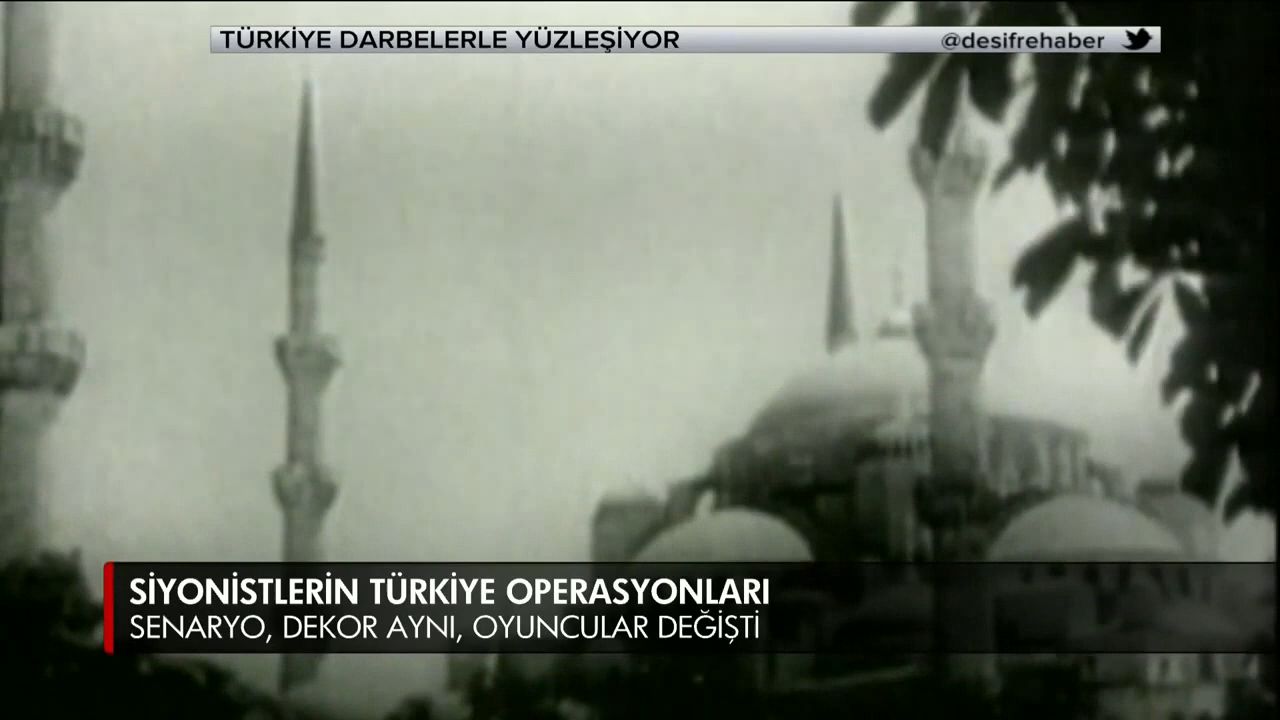 TÜRKİYE DARBELERLE YÜZLEŞİYOR @desifrehaber
SİYONİSTLERİN TÜRKİYE OPERASYONLARI
SENARYO, DEKOR AYNI, OYUNCULAR DEĞİŞTİ